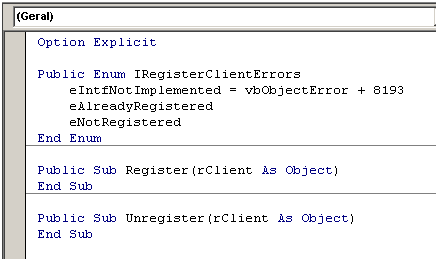 (Geral)
Option Explicit
Public Enum IRegisterClientErrors
eIntfNotImplemented = vbObjectError + 8193
eAlreadyRegistered
eNotRegistered
End Enum
Public Sub Register(rClient As Object)
End Sub
Public Sub Unregister(rClient As Object)
End Sub